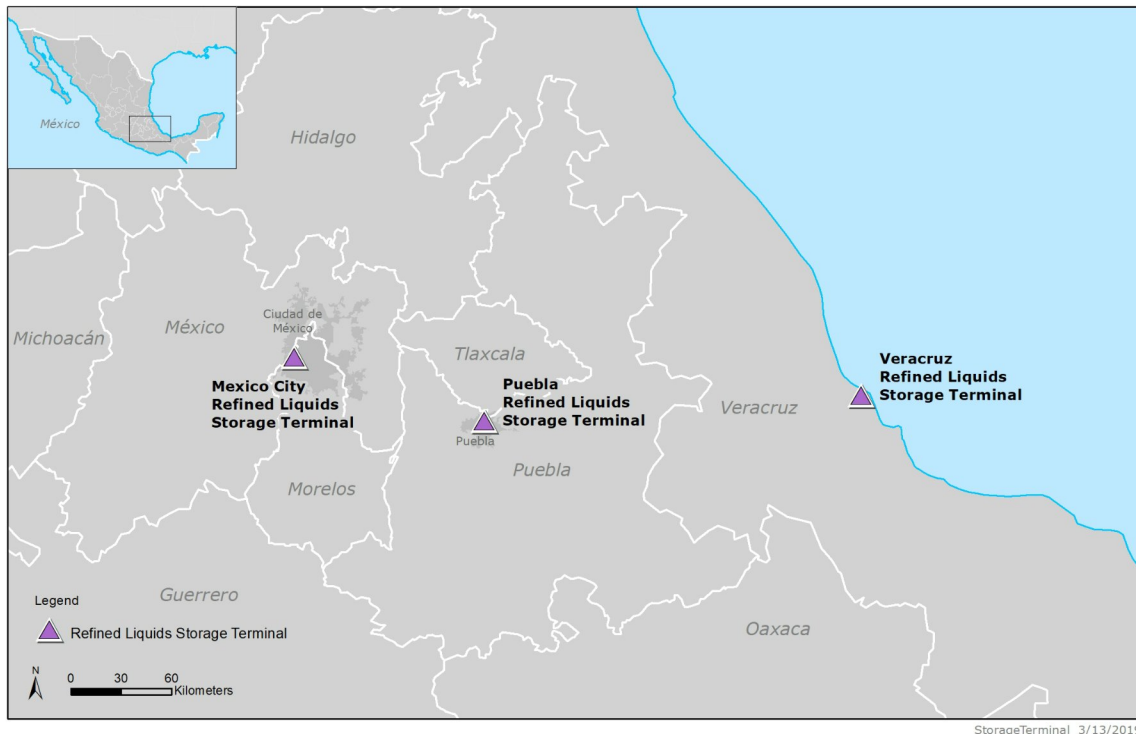 México
Hidalgo
Michoacán
México
Ciudad de
México
Tlaxcala
Mexico City
Refined Liquids
Storage Terminal
Puebla
Refined Liquids
Storage Terminal
Puebla
Veracruz
Refined Liquids
Storage Terminal
Veracruz
Puebla
Morelos
Guerrero
Oaxaca
Legend
Refined Liquids Storage Terminal
N
0 30 60
Kilometers
StorageTerminal 3/13/2019